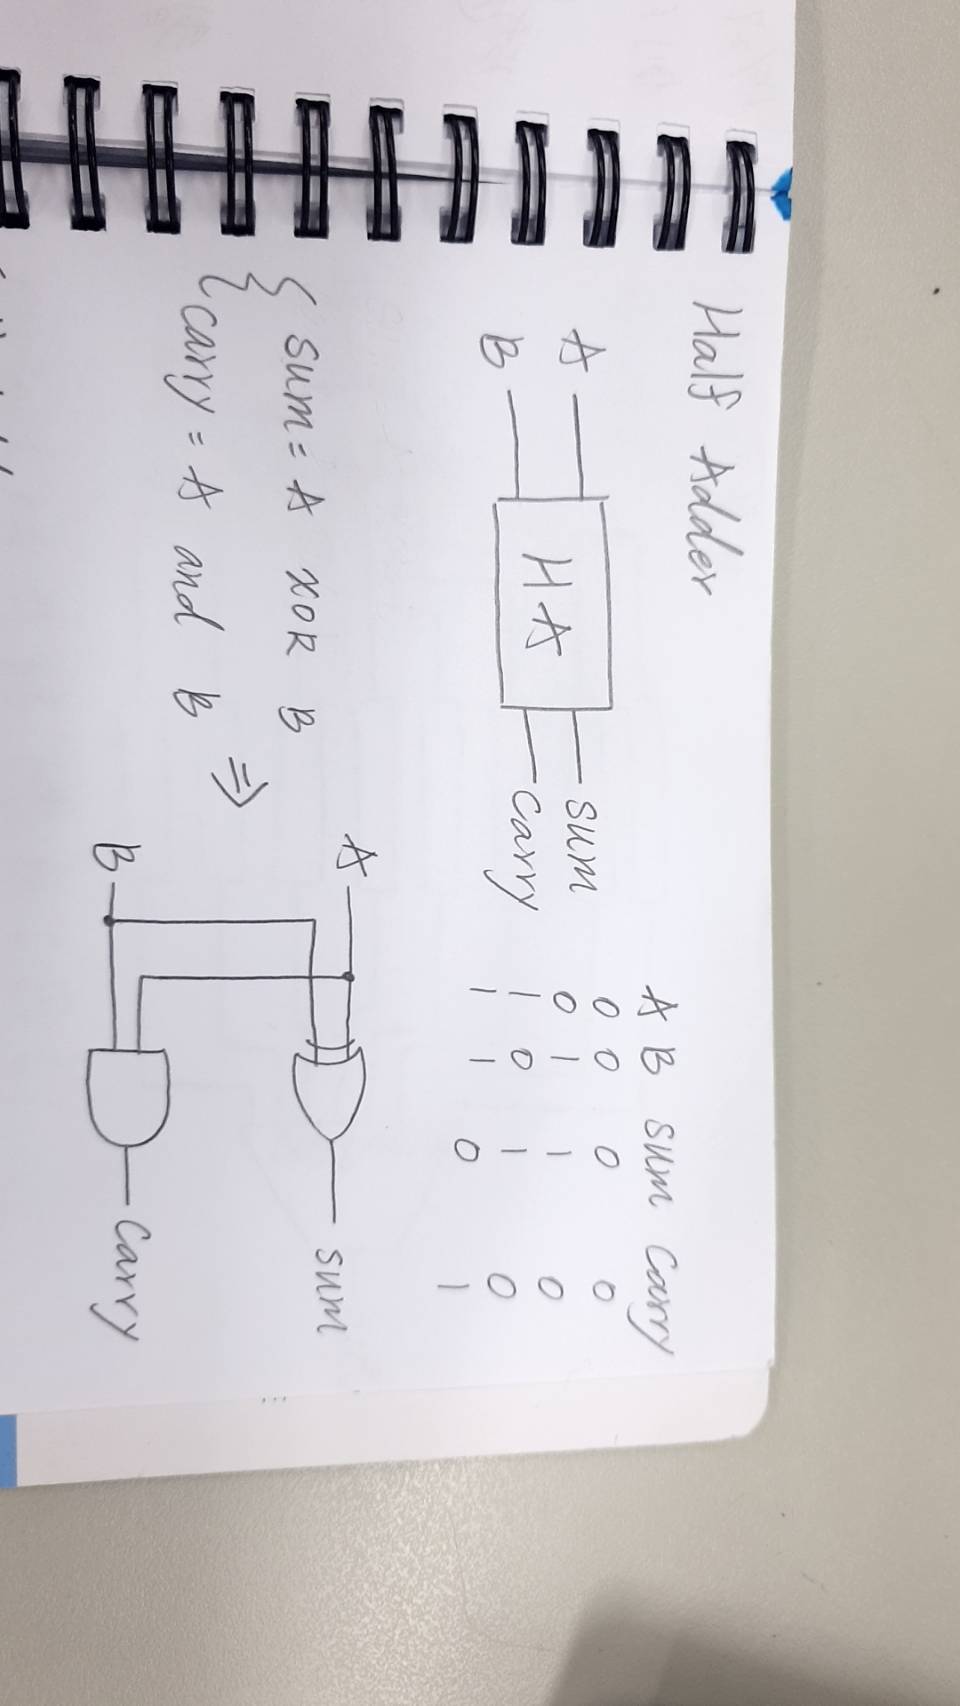 Half Adder
A
B
HA
sum
carry
A B sum carry
0 0 0 0
0 1 1 0
1 0 1 0
1 1 0 1
sum = A XOR B
carry = A and B
⇒
A
B
sum
carry